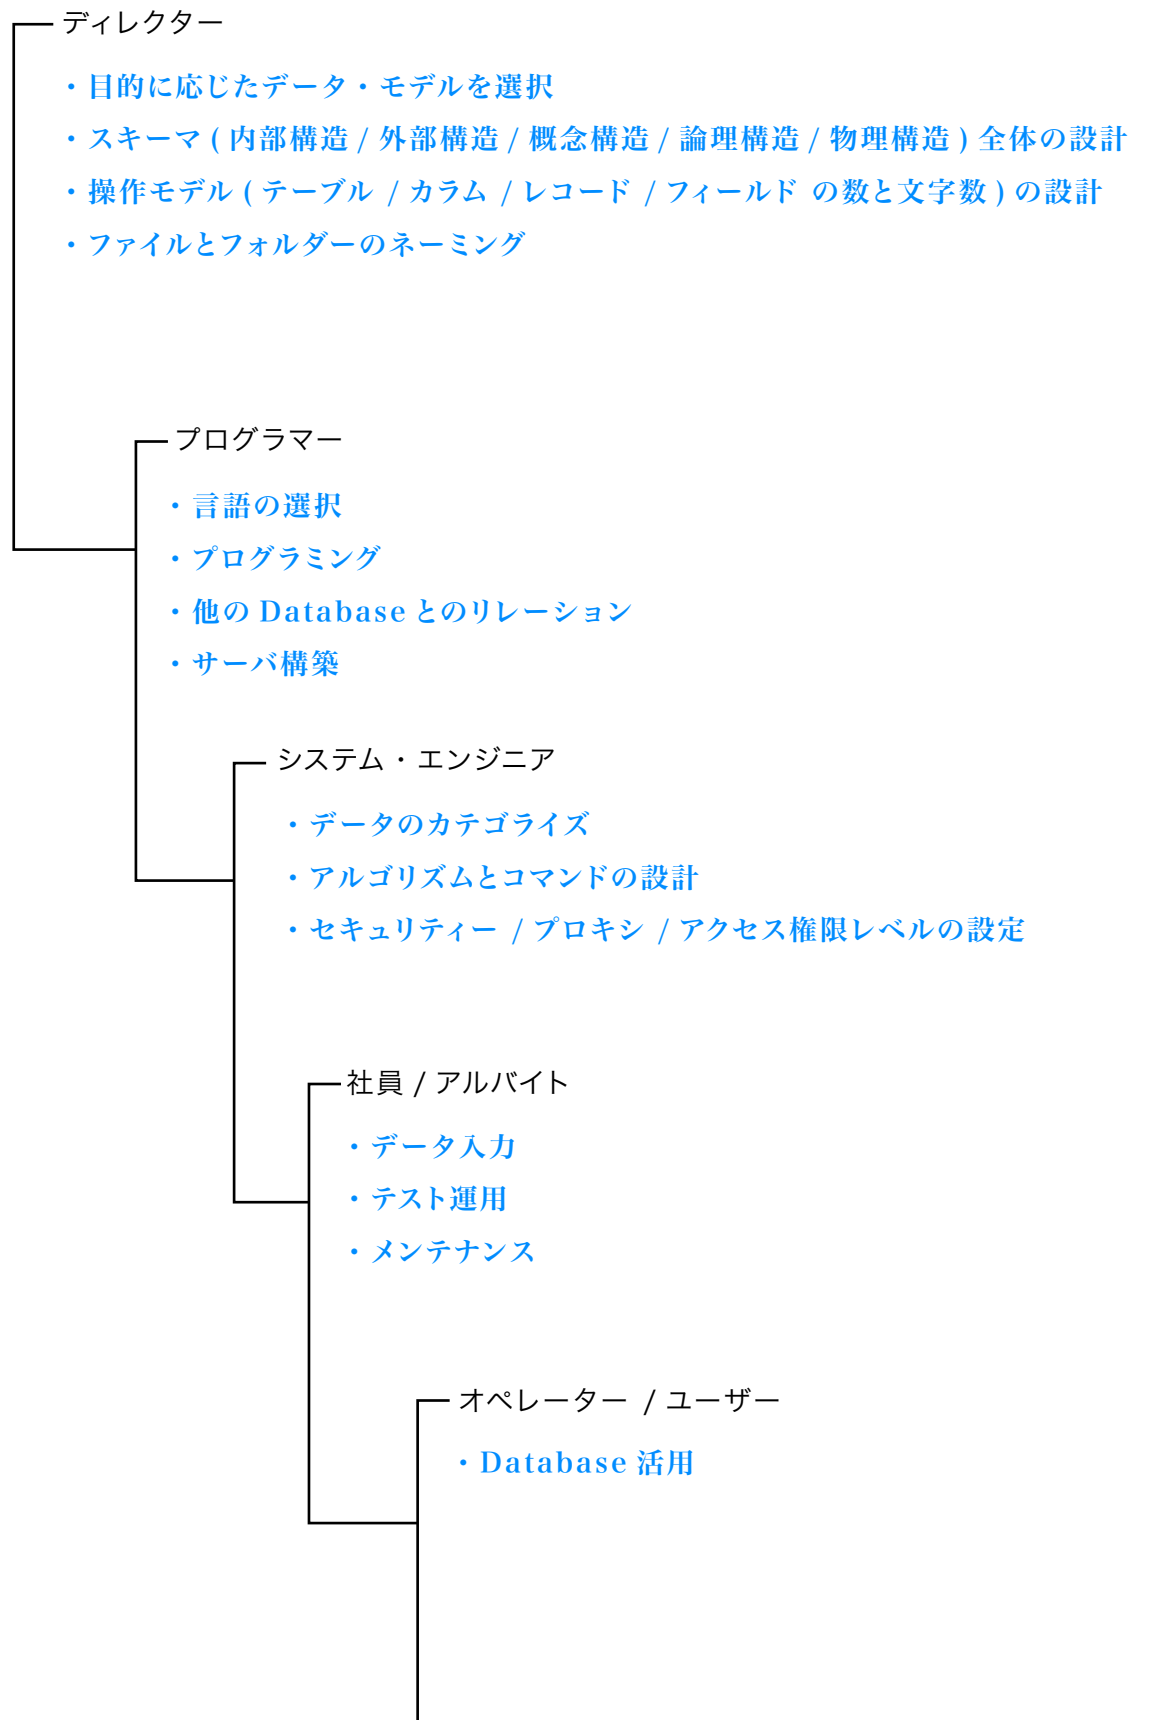 ディレクター
・目的に応じたデータ・モデルを選択
・スキーマ ( 内部構造 / 外部構造 / 概念構造 / 論理構造 / 物理構造 ) 全体の設計
・操作モデル ( テーブル / カラム / レコード / フィールド の数と文字数 ) の設計
・ファイルとフォルダーのネーミング
プログラマー
・言語の選択
・プログラミング
・他の Database とのリレーション
・サーバ構築
システム・エンジニア
・データのカテゴライズ
・アルゴリズムとコマンドの設計
・セキュリティー / プロキシ / アクセス権限レベルの設定
社員 / アルバイト
・データ入力
・テスト運用
・メンテナンス
オペレーター / ユーザー
・Database 活用